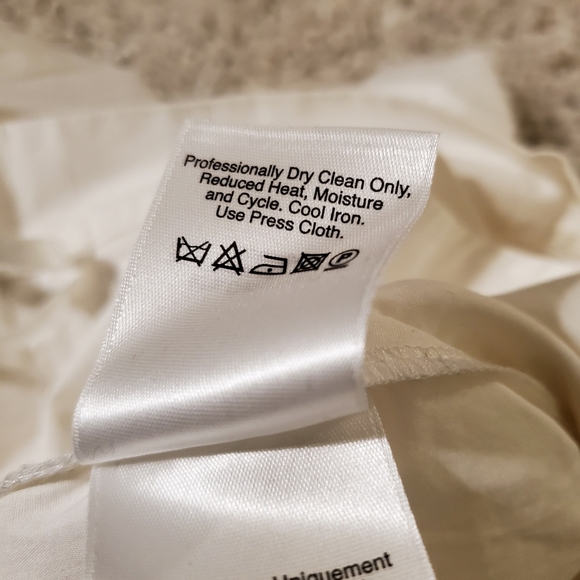 Professionally Dry Clean Only,
Reduced Heat, Moisture
and Cycle. Cool Iron.
Use Press Cloth.
P
Uniquement